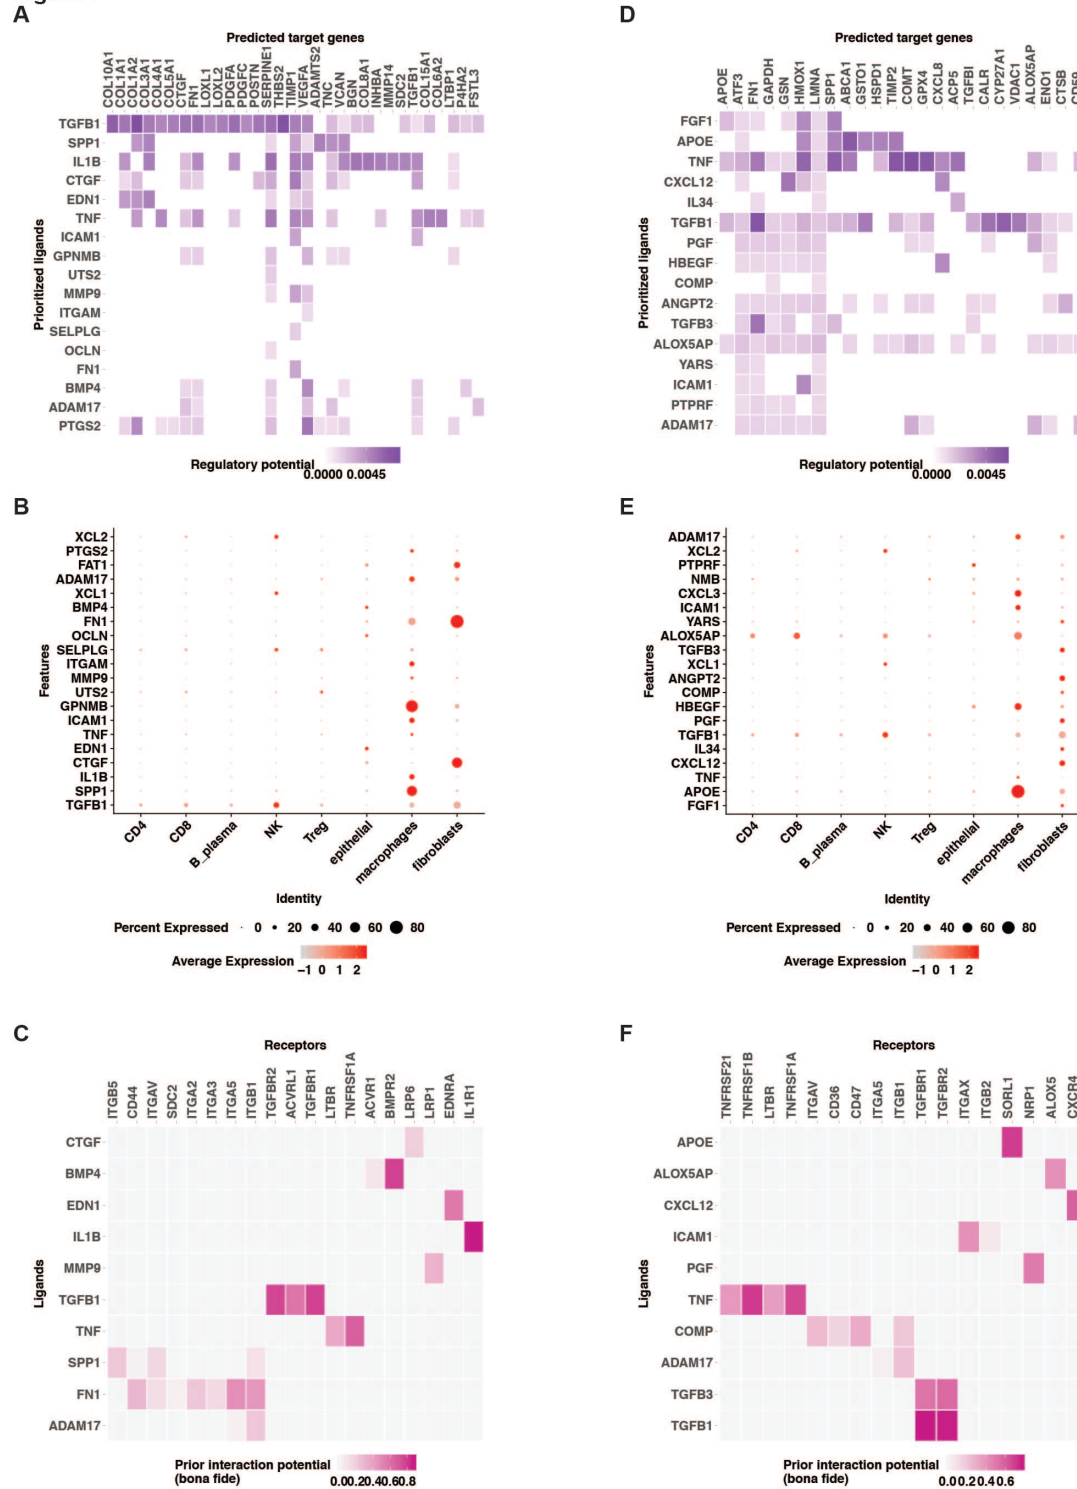 A
Predicted target genes
COL10A1
COL1A1
COL1A2
COL3A1
COL4A1
COL5A1
CTGF
FN1
LOXL1
LOXL2
PDGFA
PDGFC
POSTN
SERPINE1
THBS2
TIMP1
VEGFA
ADAMTS2
TNC
VCAN
BGN
COL8A1
INHBA
MMP14
SDC2
TGFB1
COL15A1
COL6A2
LTBP1
P4HA2
FSTL3
Prioritized ligands
TGFB1
SPP1
IL1B
CTGF
EDN1
TNF
ICAM1
GPNMB
UTS2
MMP9
ITGAM
SELPLG
OCLN
FN1
BMP4
ADAM17
PTGS2
Regulatory potential
0.0000 0.0045
D
Predicted target genes
APOE
ATF3
FN1
GAPDH
GSN
HMOX1
LMNA
SPP1
ABCA1
GSTO1
HSPD1
TIMP2
COMT
GPX4
CXCL8
ACP5
TGFBI
CALR
CYP27A1
VDAC1
ALOX5AP
ENO1
CTSB
CD59
Prioritized ligands
FGF1
APOE
TNF
CXCL12
IL34
TGFB1
PGF
HBEGF
COMP
ANGPT2
TGFB3
ALOX5AP
YARS
ICAM1
PTPRF
ADAM17
Regulatory potential
0.0000 0.0045
B
Features
XCL2
PTGS2
FAT1
ADAM17
XCL1
BMP4
FN1
OCLN
SELPLG
ITGAM
MMP9
UTS2
GPNMB
ICAM1
TNF
EDN1
CTGF
IL1B
SPP1
TGFB1
CD4
CD8
B_plasma
NK
Treg
epithelial
macrophages
fibroblasts
Identity
Percent Expressed 0 20 40 60 80
Average Expression
−1 0 1 2
E
Features
ADAM17
XCL2
PTPRF
NMB
CXCL3
ICAM1
YARS
ALOX5AP
TGFB3
XCL1
ANGPT2
COMP
HBEGF
PGF
TGFB1
IL34
CXCL12
TNF
APOE
FGF1
CD4
CD8
B_plasma
NK
Treg
epithelial
macrophages
fibroblasts
Identity
Percent Expressed 0 20 40 60 80
Average Expression
−1 0 1 2
C
Receptors
ITGB5
CD44
ITGAV
SDC2
ITGA2
ITGA3
ITGA5
ITGB1
TGFBR2
ACVRL1
TGFBR1
LTBR
TNFRSF1A
ACVR1
BMPR2
LRP6
LRP1
EDNRA
IL1R1
Ligands
CTGF
BMP4
EDN1
IL1B
MMP9
TGFB1
TNF
SPP1
FN1
ADAM17
Prior interaction potential
(bona fide)
0.00.20.40.60.8
F
Receptors
TNFRSF21
TNFRSF1B
LTBR
TNFRSF1A
ITGAV
CD36
CD47
ITGA5
ITGB1
TGFBR1
TGFBR2
ITGAX
ITGB2
SORL1
NRP1
ALOX5
CXCR4
Ligands
APOE
ALOX5AP
CXCL12
ICAM1
PGF
TNF
COMP
ADAM17
TGFB3
TGFB1
Prior interaction potential
(bona fide)
0.00.20.40.6